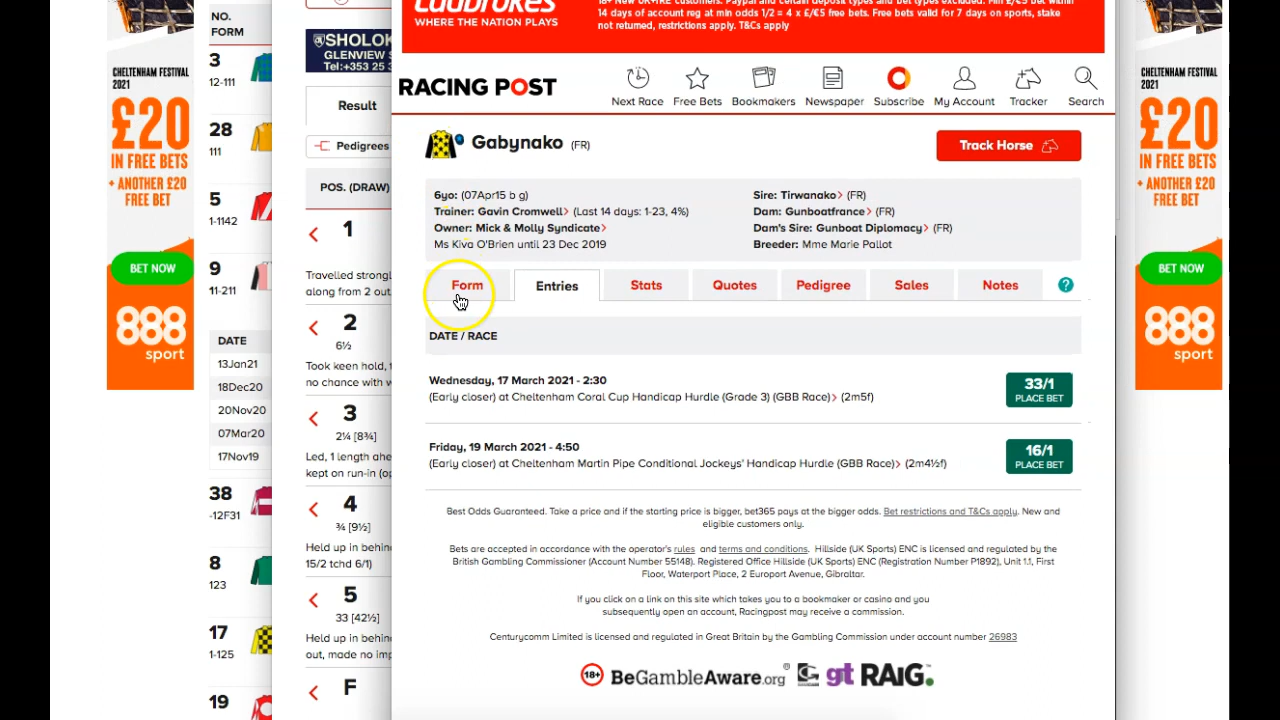 Ladbrokes
WHERE THE NATION PLAYS
18+ New UK+IRE customers. Paypal and certain deposit types and bet types excluded. Min £/€5 bet within
14 days of account reg at min odds 1/2 = 4 x £/€5 free bets. Free bets valid for 7 days on sports, stake
not returned, restrictions apply. T&Cs apply
RACING POST
Next Race
Free Bets
Bookmakers
Newspaper
Subscribe
My Account
Tracker
Search
Gabynako (FR)
Track Horse
6yo: (07Apr15 b g)
Trainer: Gavin Cromwell> (Last 14 days: 1-23, 4%)
Owner: Mick & Molly Syndicate>
Ms Kiva O'Brien until 23 Dec 2019
Sire: Tirwanako> (FR)
Dam: Gunboatfrance> (FR)
Dam's Sire: Gunboat Diplomacy> (FR)
Breeder: Mme Marie Pallot
Form
Entries
Stats
Quotes
Pedigree
Sales
Notes
?
DATE / RACE
Wednesday, 17 March 2021 - 2:30
(Early closer) at Cheltenham Coral Cup Handicap Hurdle (Grade 3) (GBB Race)> (2m5f)
33/1
PLACE BET
Friday, 19 March 2021 - 4:50
(Early closer) at Cheltenham Martin Pipe Conditional Jockeys' Handicap Hurdle (GBB Race)> (2m4½f)
16/1
PLACE BET
Best Odds Guaranteed. Take a price and if the starting price is bigger, bet365 pays at the bigger odds. Bet restrictions and T&Cs apply. New and
eligible customers only.
Bets are accepted in accordance with the operator's rules and terms and conditions. Hillside (UK Sports) ENC is licensed and regulated by the
British Gambling Commissioner (Account Number 55148). Registered Office Hillside (UK Sports) ENC (Registration Number P1892), Unit 1.1, First
Floor, Waterport Place, 2 Europort Avenue, Gibraltar.
If you click on a link on this site which takes you to a bookmaker or casino and you
subsequently open an account, Racingpost may receive a commission.
Centurycomm Limited is licensed and regulated in Great Britain by the Gambling Commission under account number 26983
18+ BeGambleAware.org® gt RAIG.™
CHELTENHAM FESTIVAL
2021
£20
IN FREE BETS
+ ANOTHER £20
FREE BET
BET NOW
888
sport
NO.
FORM
3
12-111
28
111
5
1-1142
9
11-211
DATE
13Jan21
18Dec20
20Nov20
07Mar20
17Nov19
38
-12F31
8
123
17
1-125
19
SHOLOK
GLENVIEW S
Tel:+353 25 3
Result
Pedigrees
POS. (DRAW)
1
Travelled strongl
along from 2 out
2
6½
Took keen hold,
no chance with w
3
2¼ [8¾]
Led, 1 length ahe
kept on run-in (op
4
¾ [9½]
Held up in behin
15/2 tchd 6/1)
5
33 [42½]
Held up in behin
out, made no imp
F
CHELTENHAM FESTIVAL
2021
£20
IN FREE BETS
+ ANOTHER £20
FREE BET
BET NOW
888
sport